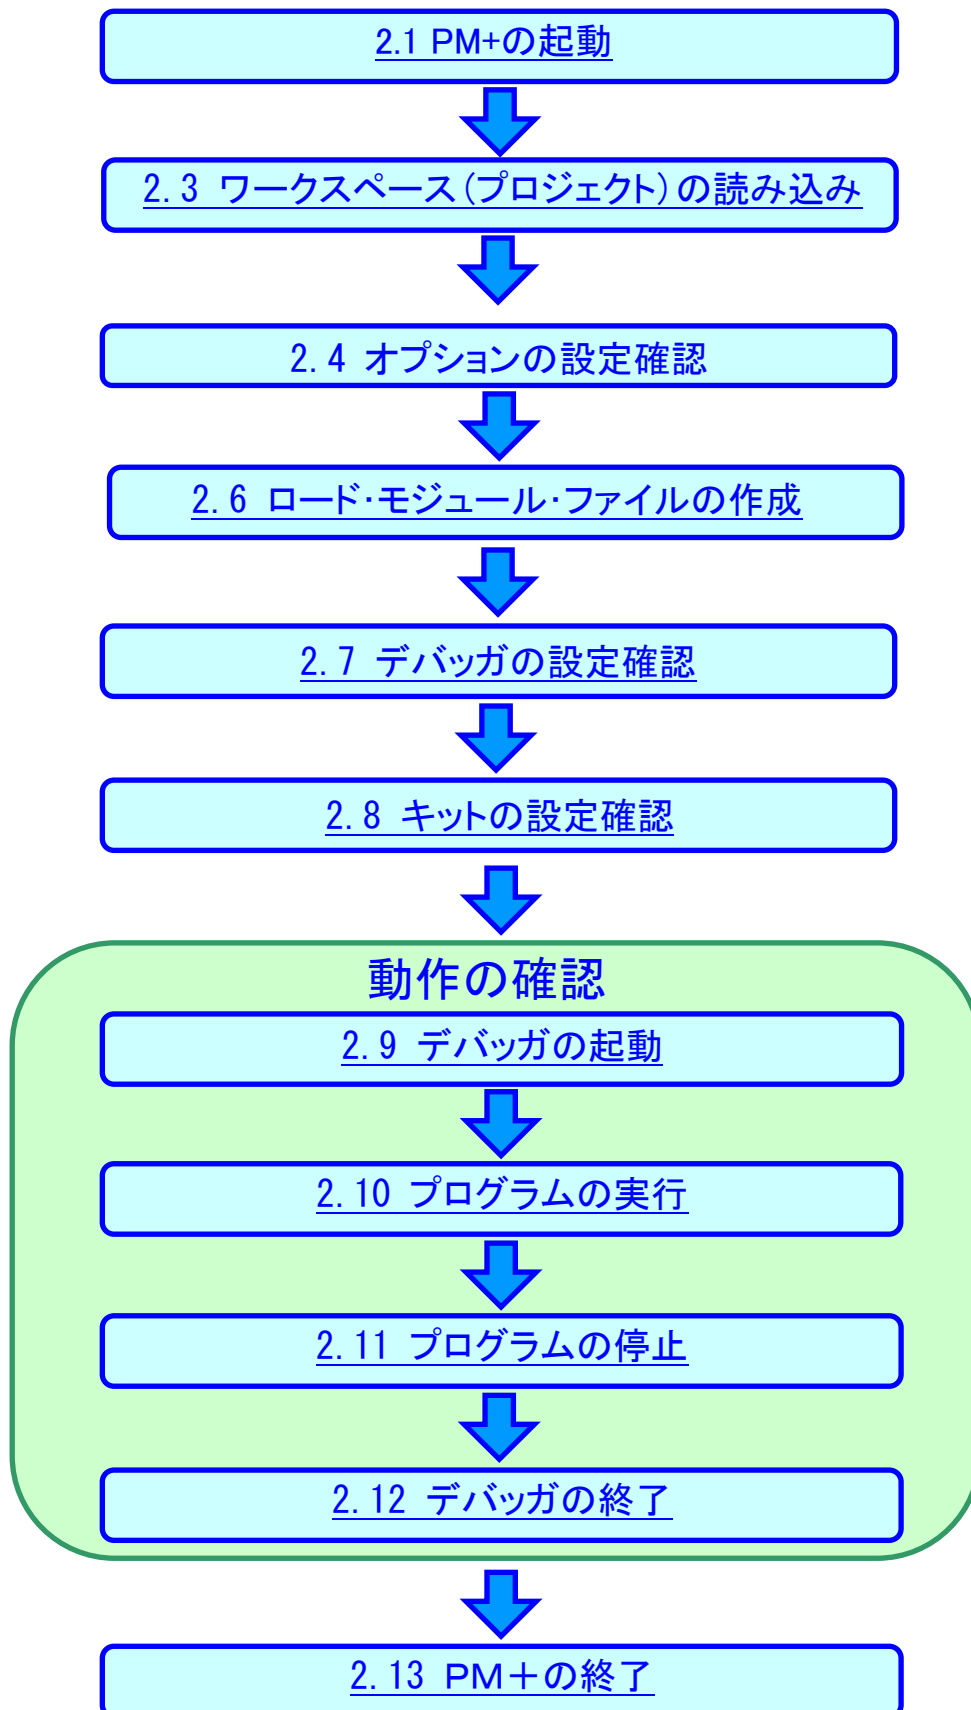 2.1 PM+の起動
2.3 ワークスペース(プロジェクト)の読み込み
2.4 オプションの設定確認
2.6 ロード・モジュール・ファイルの作成
2.7 デバッガの設定確認
2.8 キットの設定確認
動作の確認
2.9 デバッガの起動
2.10 プログラムの実行
2.11 プログラムの停止
2.12 デバッガの終了
2.13 PM+の終了